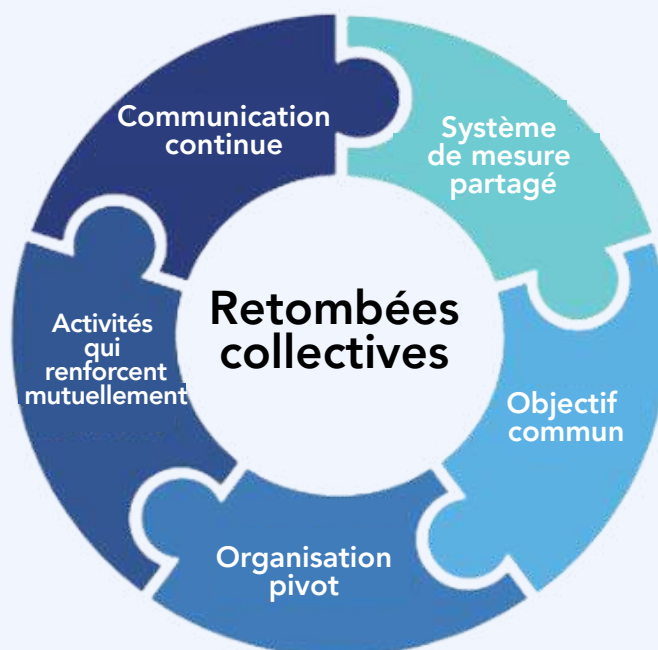 Communication
continue
Système
de mesure
partagé
Retombées
collectives
Activités
qui
renforcent
mutuellement
Objectif
commun
Organisation
pivot